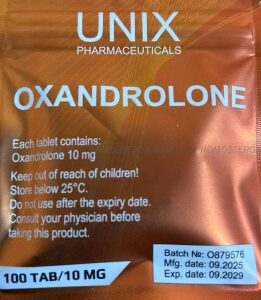 UNIX
PHARMACEUTICALS
OXANDROLONE
Each tablet contains:
Oxandrolone 10 mg
Keep out of reach of children!
Store below 25°C.
Do not use after the expiry date.
Consult your physician before
taking this product.
Batch №: O879576
Mfg. date: 09.2025
Exp. date: 09.2029
100 TAB/10 MG